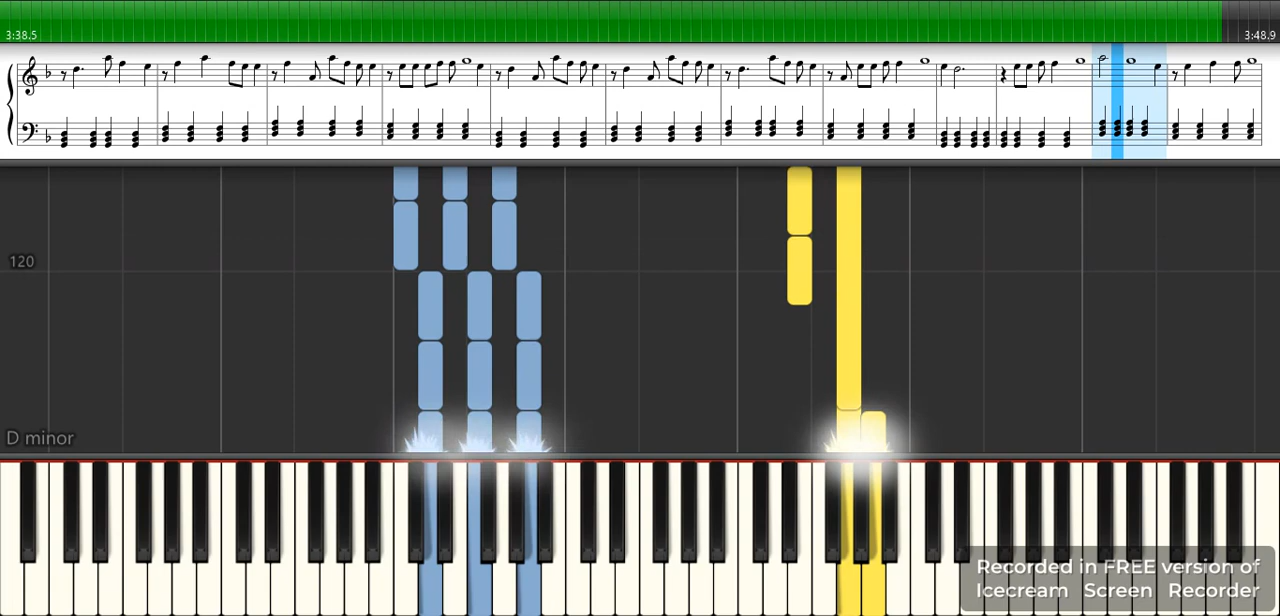 3:38.5 3:48.9
120
D minor
Recorded in FREE version of
Icecream Screen Recorder